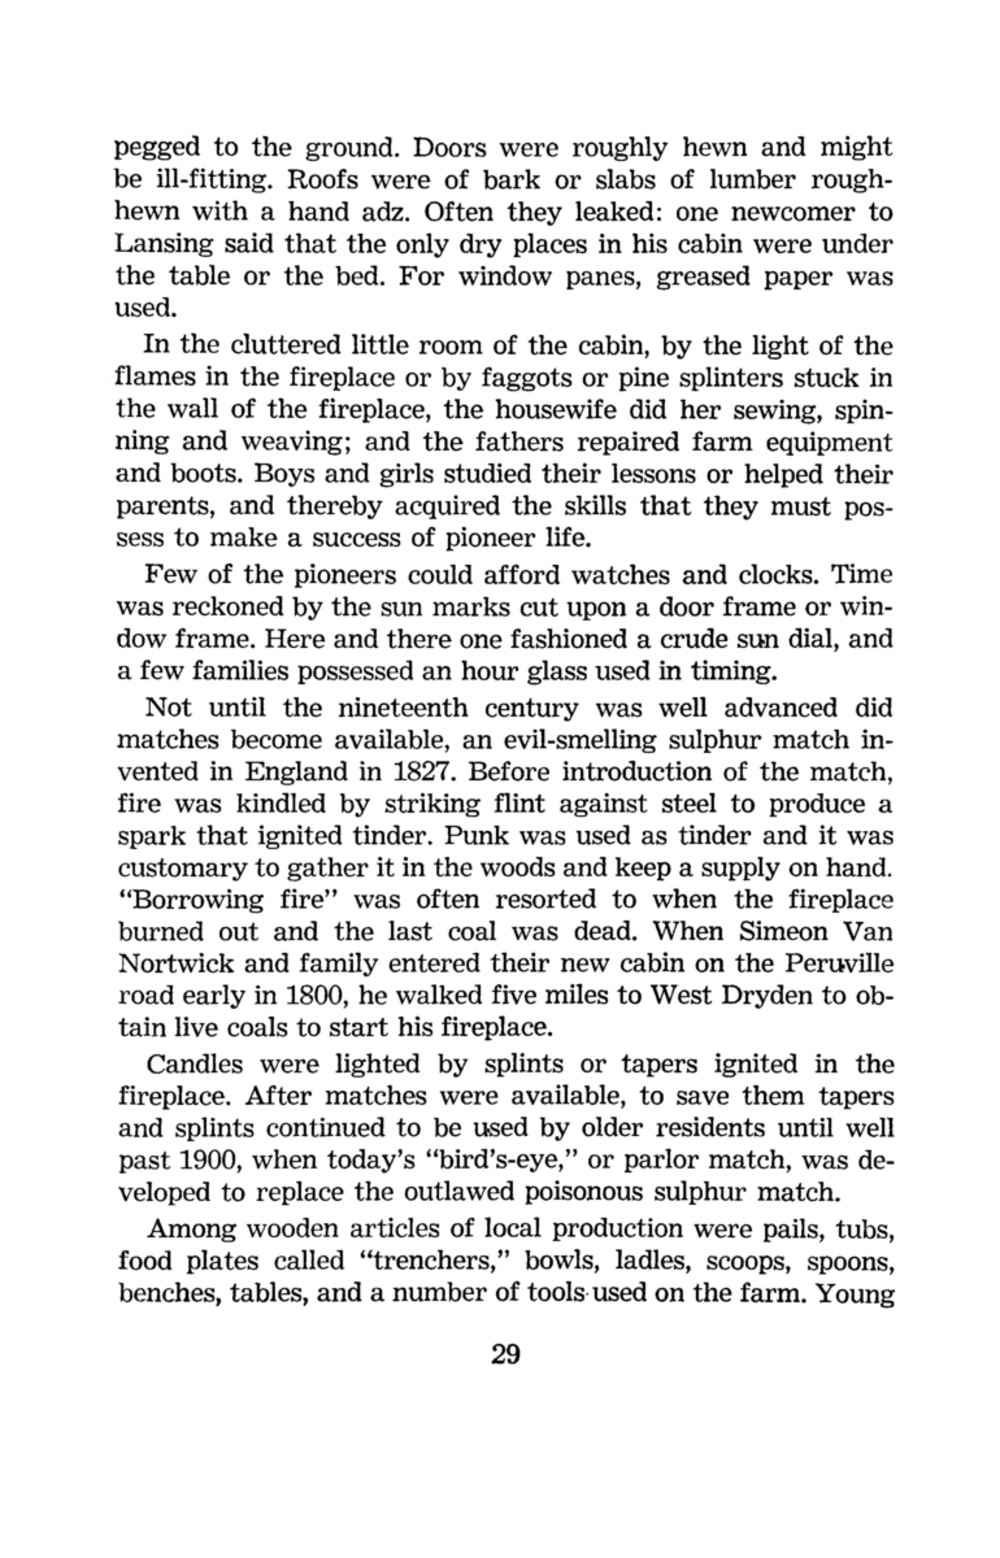 pegged to the ground. Doors were roughly hewn and might
be ill-fitting. Roofs were of bark or slabs of lumber rough-
hewn with a hand adz. Often they leaked: one newcomer to
Lansing said that the only dry places in his cabin were under
the table or the bed. For window panes, greased paper was
used.
In the cluttered little room of the cabin, by the light of the
flames in the fireplace or by faggots or pine splinters stuck in
the wall of the fireplace, the housewife did her sewing, spin-
ning and weaving; and the fathers repaired farm equipment
and boots. Boys and girls studied their lessons or helped their
parents, and thereby acquired the skills that they must pos-
sess to make a success of pioneer life.
Few of the pioneers could afford watches and clocks. Time
was reckoned by the sun marks cut upon a door frame or win-
dow frame. Here and there one fashioned a crude sun dial, and
a few families possessed an hour glass used in timing.
Not until the nineteenth century was well advanced did
matches become available, an evil-smelling sulphur match in-
vented in England in 1827. Before introduction of the match,
fire was kindled by striking flint against steel to produce a
spark that ignited tinder. Punk was used as tinder and it was
customary to gather it in the woods and keep a supply on hand.
“Borrowing fire” was often resorted to when the fireplace
burned out and the last coal was dead. When Simeon Van
Nortwick and family entered their new cabin on the Peruville
road early in 1800, he walked five miles to West Dryden to ob-
tain live coals to start his fireplace.
Candles were lighted by splints or tapers ignited in the
fireplace. After matches were available, to save them tapers
and splints continued to be used by older residents until well
past 1900, when today’s “bird’s-eye,” or parlor match, was de-
veloped to replace the outlawed poisonous sulphur match.
Among wooden articles of local production were pails, tubs,
food plates called “trenchers,” bowls, ladles, scoops, spoons,
benches, tables, and a number of tools used on the farm. Young
29